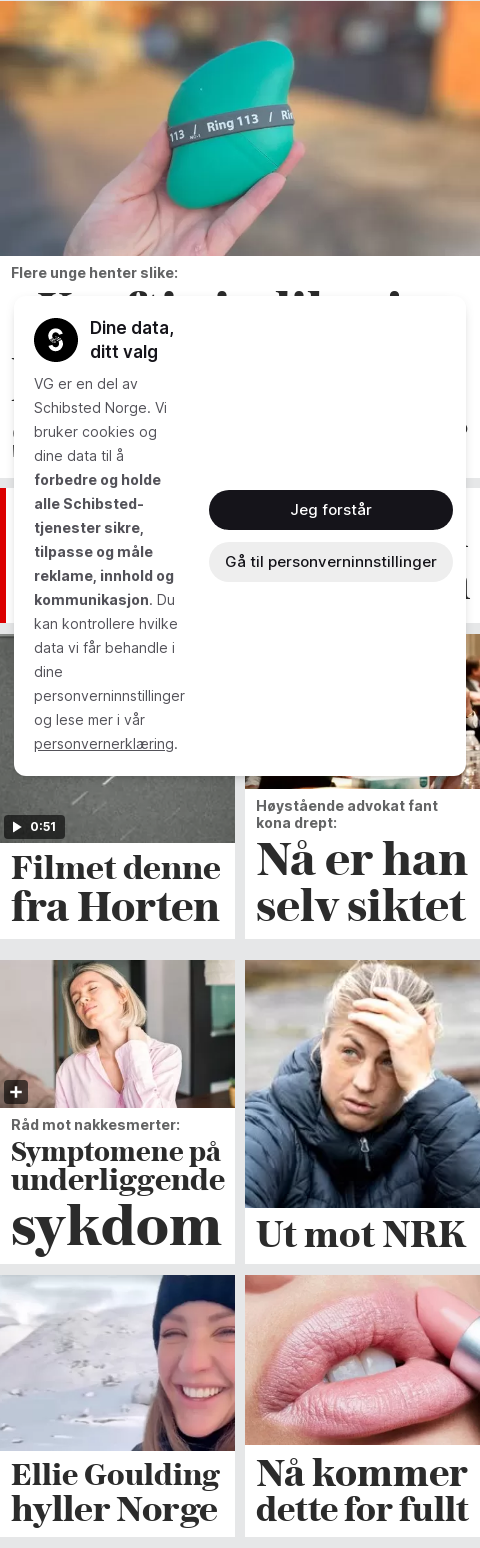 113 / Ring 113 / Rin
Flere unge henter slike:
Dine data,
ditt valg
VG er en del av
Schibsted Norge. Vi
bruker cookies og
dine data til å
forbedre og holde
alle Schibsted-
tjenester sikre,
tilpasse og måle
reklame, innhold og
kommunikasjon. Du
kan kontrollere hvilke
data vi får behandle i
dine
personverninnstillinger
og lese mer i vår
personvernerklæring.
Jeg forstår
Gå til personverninnstillinger
0:51
Filmet denne
fra Horten
Høystående advokat fant
kona drept:
Nå er han
selv siktet
Råd mot nakkesmerter:
Symptomene på
underliggende
sykdom
Ut mot NRK
Ellie Goulding
hyller Norge
Nå kommer
dette for fullt